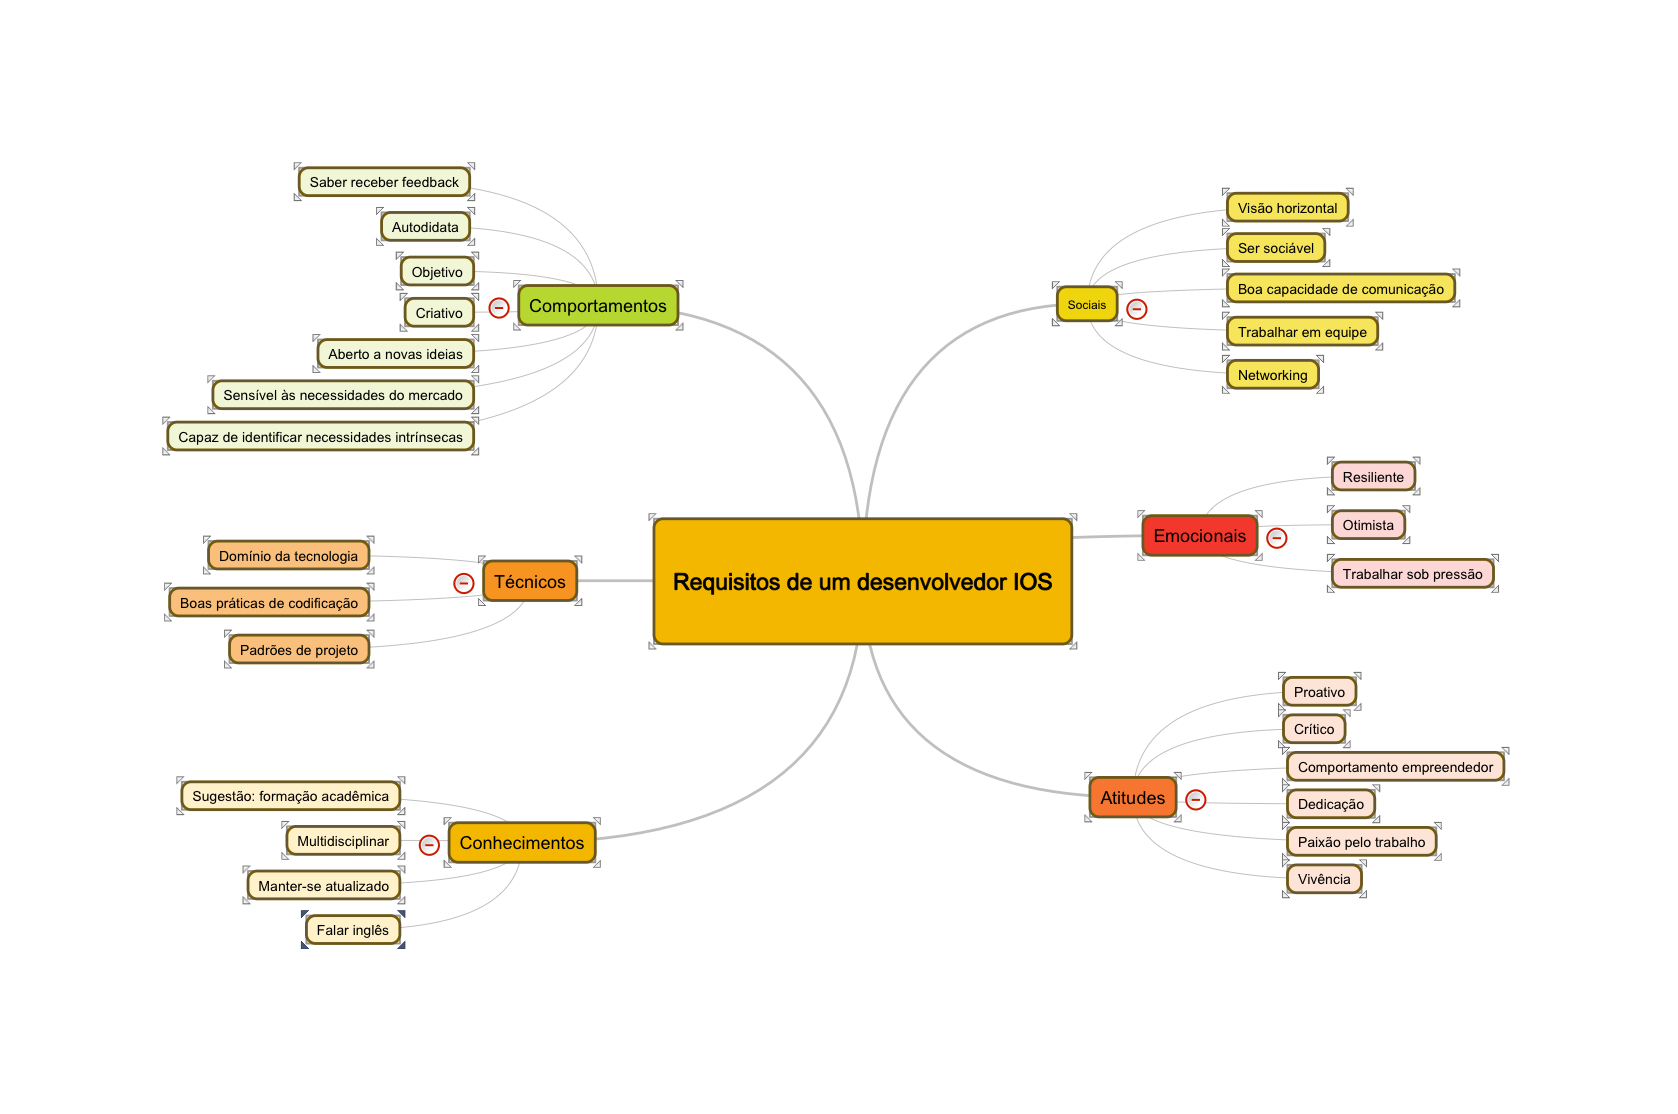 Requisitos de um desenvolvedor IOS
Comportamentos
Saber receber feedback
Autodidata
Objetivo
Criativo
Aberto a novas ideias
Sensível às necessidades do mercado
Capaz de identificar necessidades intrínsecas
Técnicos
Domínio da tecnologia
Boas práticas de codificação
Padrões de projeto
Conhecimentos
Sugestão: formação acadêmica
Multidisciplinar
Manter-se atualizado
Falar inglês
Sociais
Visão horizontal
Ser sociável
Boa capacidade de comunicação
Trabalhar em equipe
Networking
Emocionais
Resiliente
Otimista
Trabalhar sob pressão
Atitudes
Proativo
Crítico
Comportamento empreendedor
Dedicação
Paixão pelo trabalho
Vivência